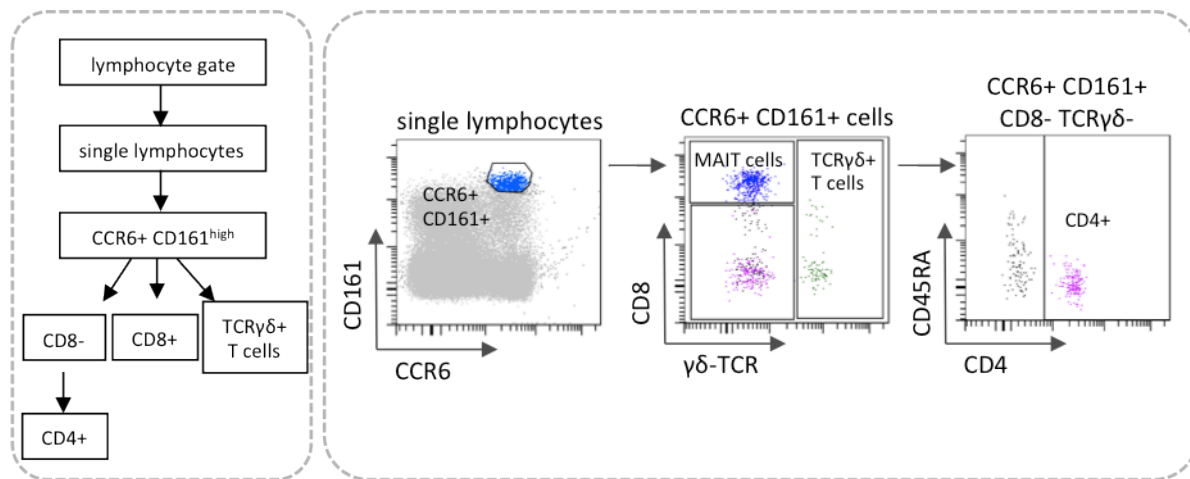 lymphocyte gate
single lymphocytes
CCR6+ CD161high
CD8-
CD8+
TCRγδ+
T cells
CD4+
single lymphocytes
CCR6+
CD161+
CD161
CCR6
CCR6+ CD161+ cells
MAIT cells
TCRγδ+
T cells
CD8
γδ-TCR
CCR6+ CD161+
CD8- TCRγδ-
CD4+
CD45RA
CD4